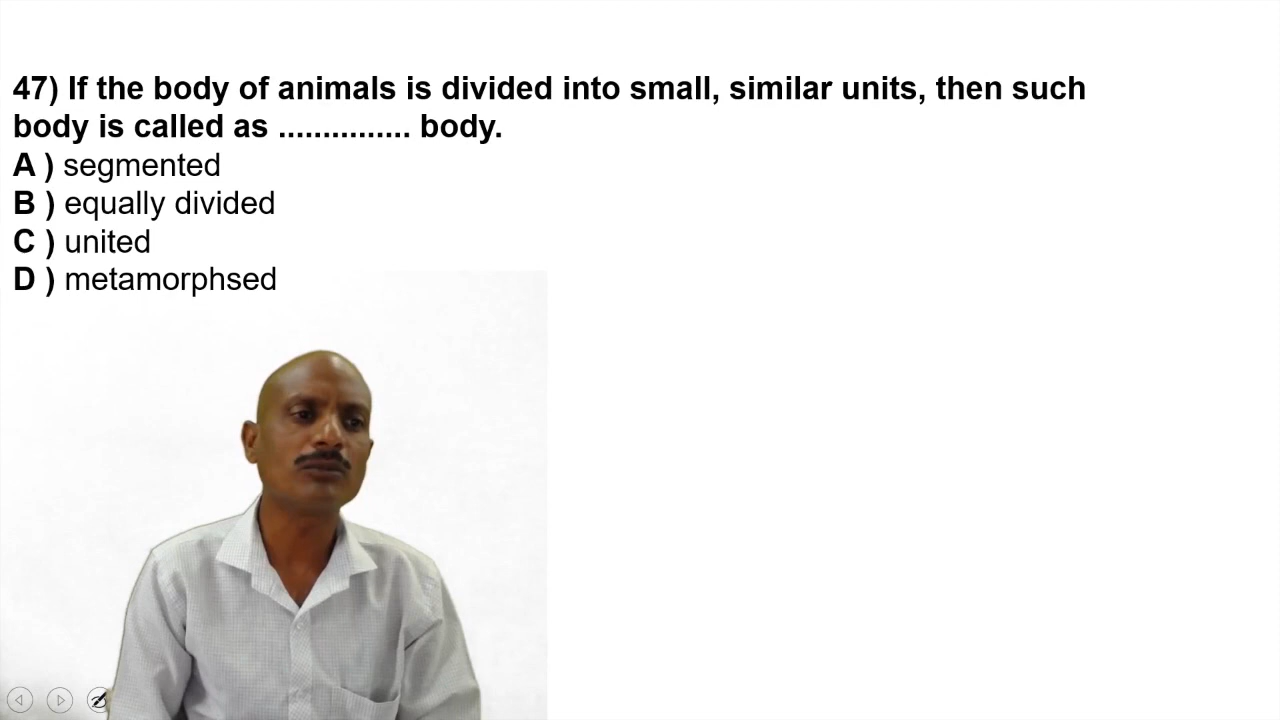 47) If the body of animals is divided into small, similar units, then such
body is called as ............... body.
A ) segmented
B ) equally divided
C ) united
D ) metamorphsed